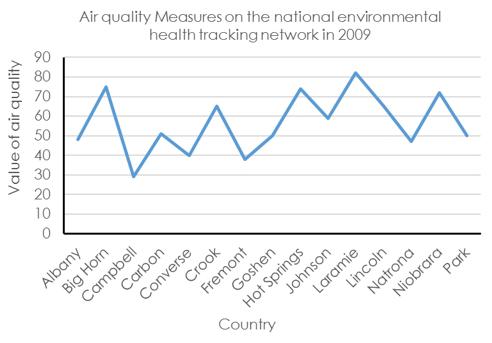 Air quality Measures on the national environmental
health tracking network in 2009
Value of air quality
90
80
70
60
50
40
30
20
10
0
Albany
Big Horn
Campbell
Carbon
Converse
Crook
Fremont
Goshen
Hot Springs
Johnson
Laramie
Lincoln
Natrona
Niobrara
Park
Country